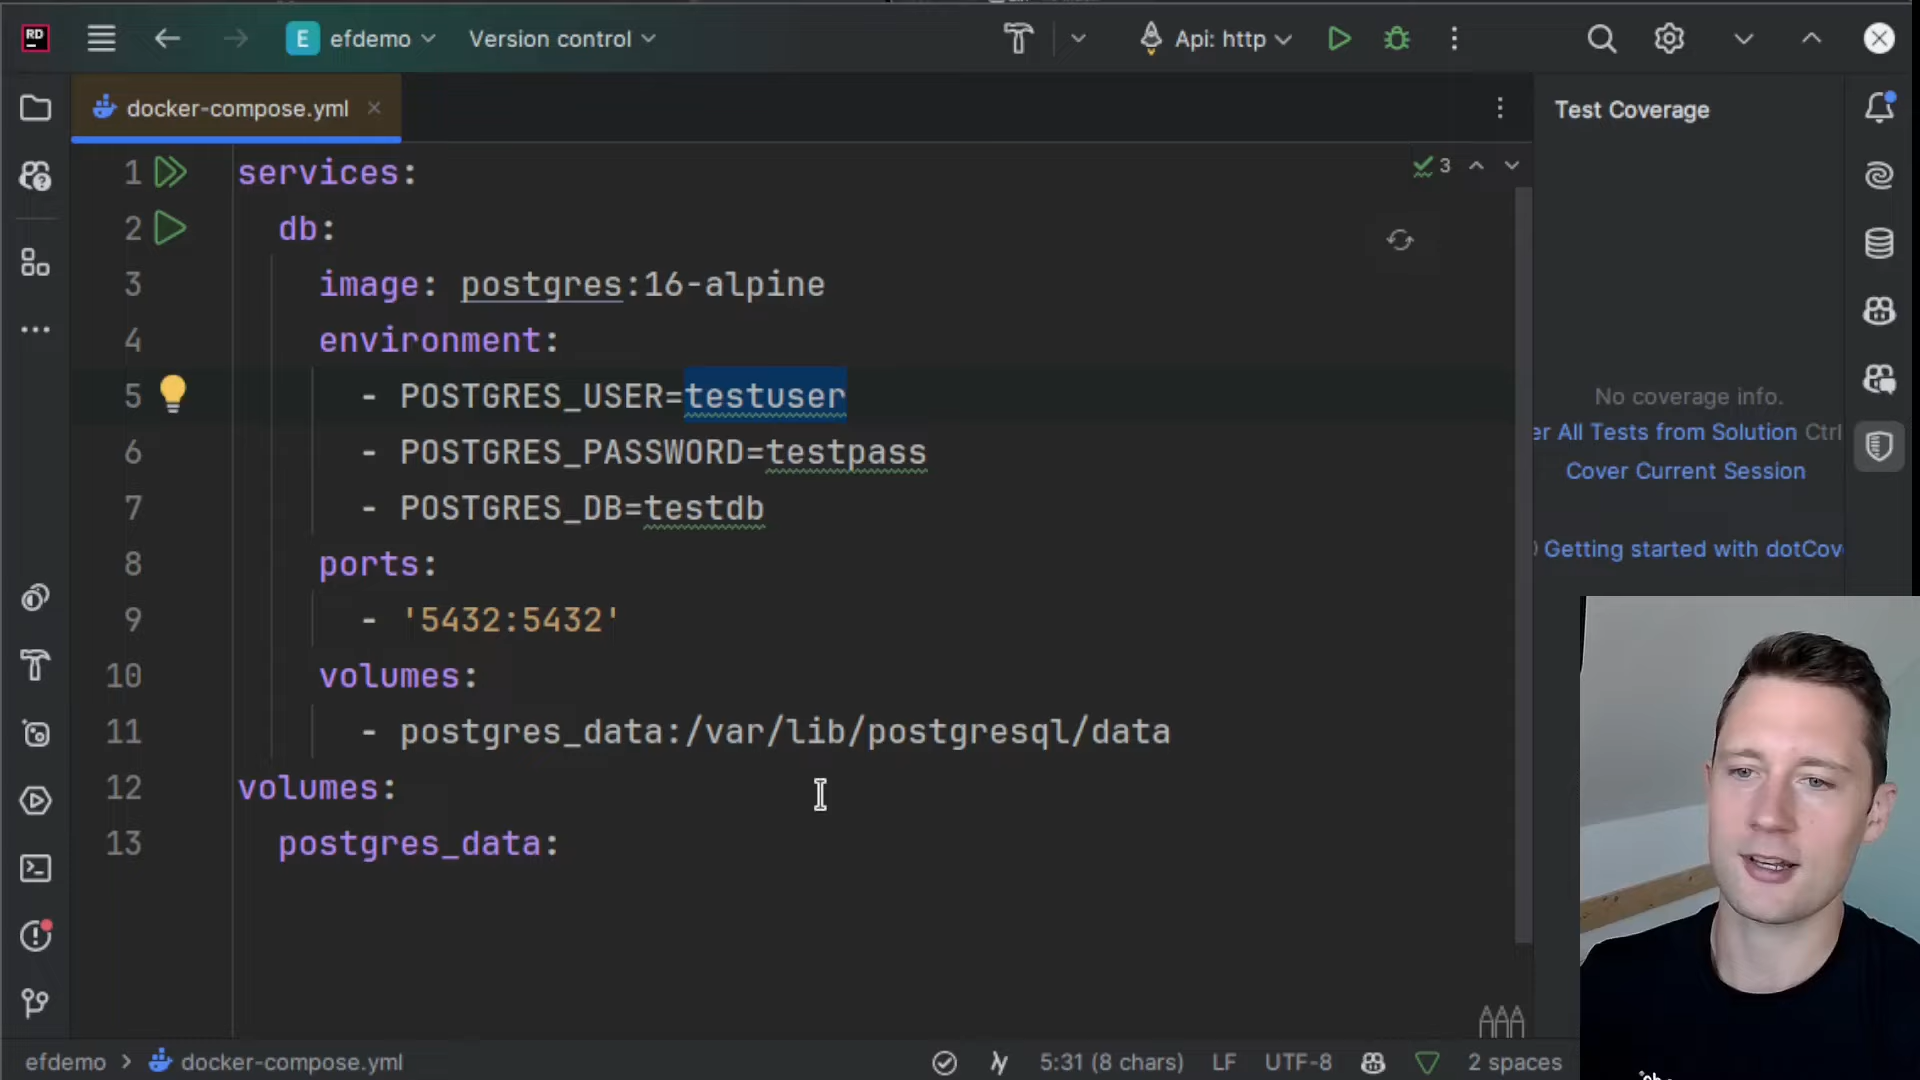 RD
E efdemo
Version control
Api: http
docker-compose.yml
Test Coverage
1 services:
3
2 db:
3 image: postgres:16-alpine
4 environment:
5 - POSTGRES_USER=testuser
6 - POSTGRES_PASSWORD=testpass
7 - POSTGRES_DB=testdb
8 ports:
9 - '5432:5432'
10 volumes:
11 - postgres_data:/var/lib/postgresql/data
12 volumes:
13 postgres_data:
No coverage info.
er All Tests from Solution Ctrl
Cover Current Session
Getting started with dotCov
efdemo > docker-compose.yml
5:31 (8 chars)
LF
UTF-8
2 spaces